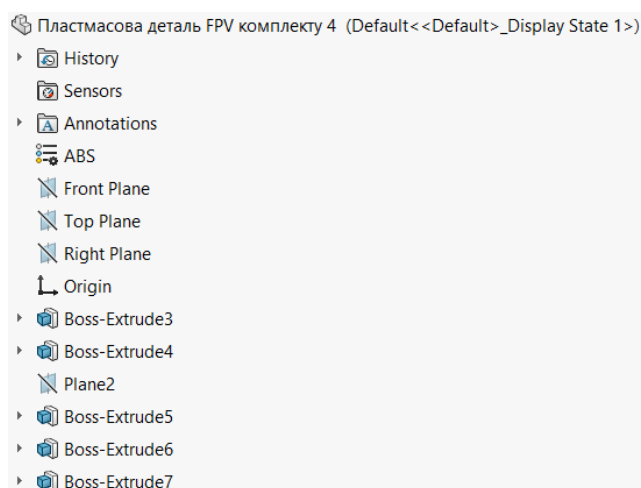 Пластмасова деталь FPV комплекту 4 (Default<<Default>_Display State 1>)
History
Sensors
Annotations
ABS
Front Plane
Top Plane
Right Plane
Origin
Boss-Extrude3
Boss-Extrude4
Plane2
Boss-Extrude5
Boss-Extrude6
Boss-Extrude7